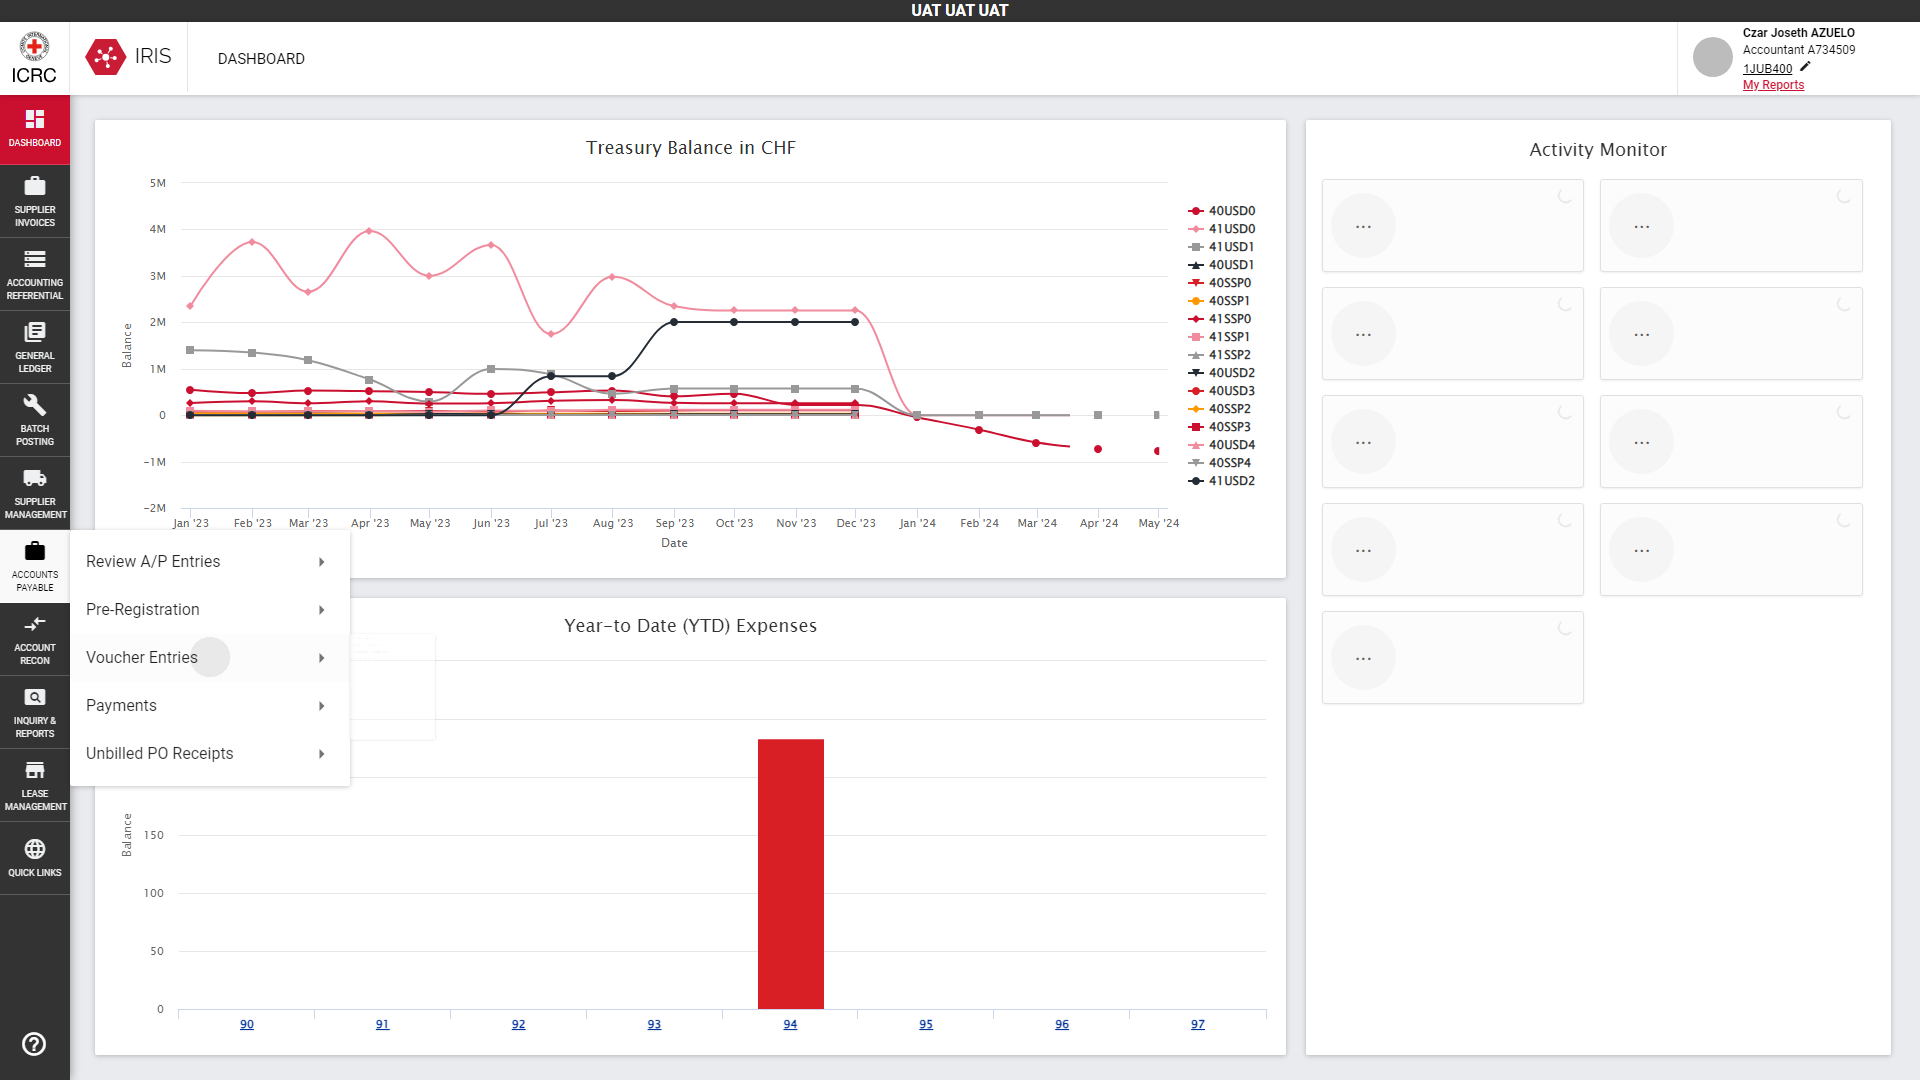 UAT UAT UAT
ICRC
IRIS
DASHBOARD
Czar Joseth AZUELO
Accountant A734509
1JUB400
My Reports
DASHBOARD
SUPPLIER
INVOICES
ACCOUNTING
REFERENTIAL
GENERAL
LEDGER
BATCH
POSTING
SUPPLIER
MANAGEMENT
ACCOUNTS
PAYABLE
ACCOUNT
RECON
INQUIRY &
REPORTS
LEASE
MANAGEMENT
QUICK LINKS
Review A/P Entries
Pre-Registration
Voucher Entries
Payments
Unbilled PO Receipts
Treasury Balance in CHF
Balance
5M
4M
3M
2M
1M
0
-1M
-2M
Jan '23 Feb '23 Mar '23 Apr '23 May '23 Jun '23 Jul '23 Aug '23 Sep '23 Oct '23 Nov '23 Dec '23 Jan '24 Feb '24 Mar '24 Apr '24 May '24
Date
40USD0
41USD0
41USD1
40USD1
40SSP0
40SSP1
41SSP0
41SSP1
41SSP2
40USD2
40USD3
40SSP2
40SSP3
40USD4
40SSP4
41USD2
Year-to Date (YTD) Expenses
Balance
150
100
50
0
90 91 92 93 94 95 96 97
Activity Monitor
... ...
... ...
... ...
... ...
...